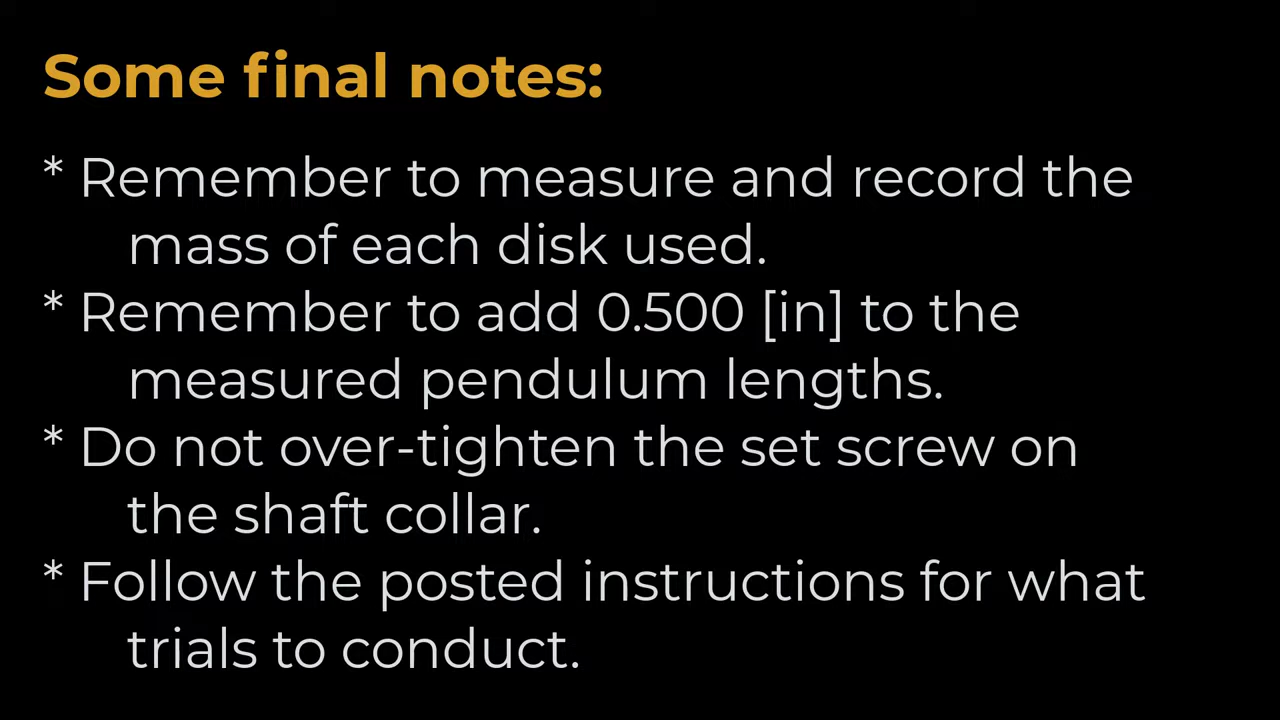 Some final notes:
* Remember to measure and record the
mass of each disk used.
* Remember to add 0.500 [in] to the
measured pendulum lengths.
* Do not over-tighten the set screw on
the shaft collar.
* Follow the posted instructions for what
trials to conduct.